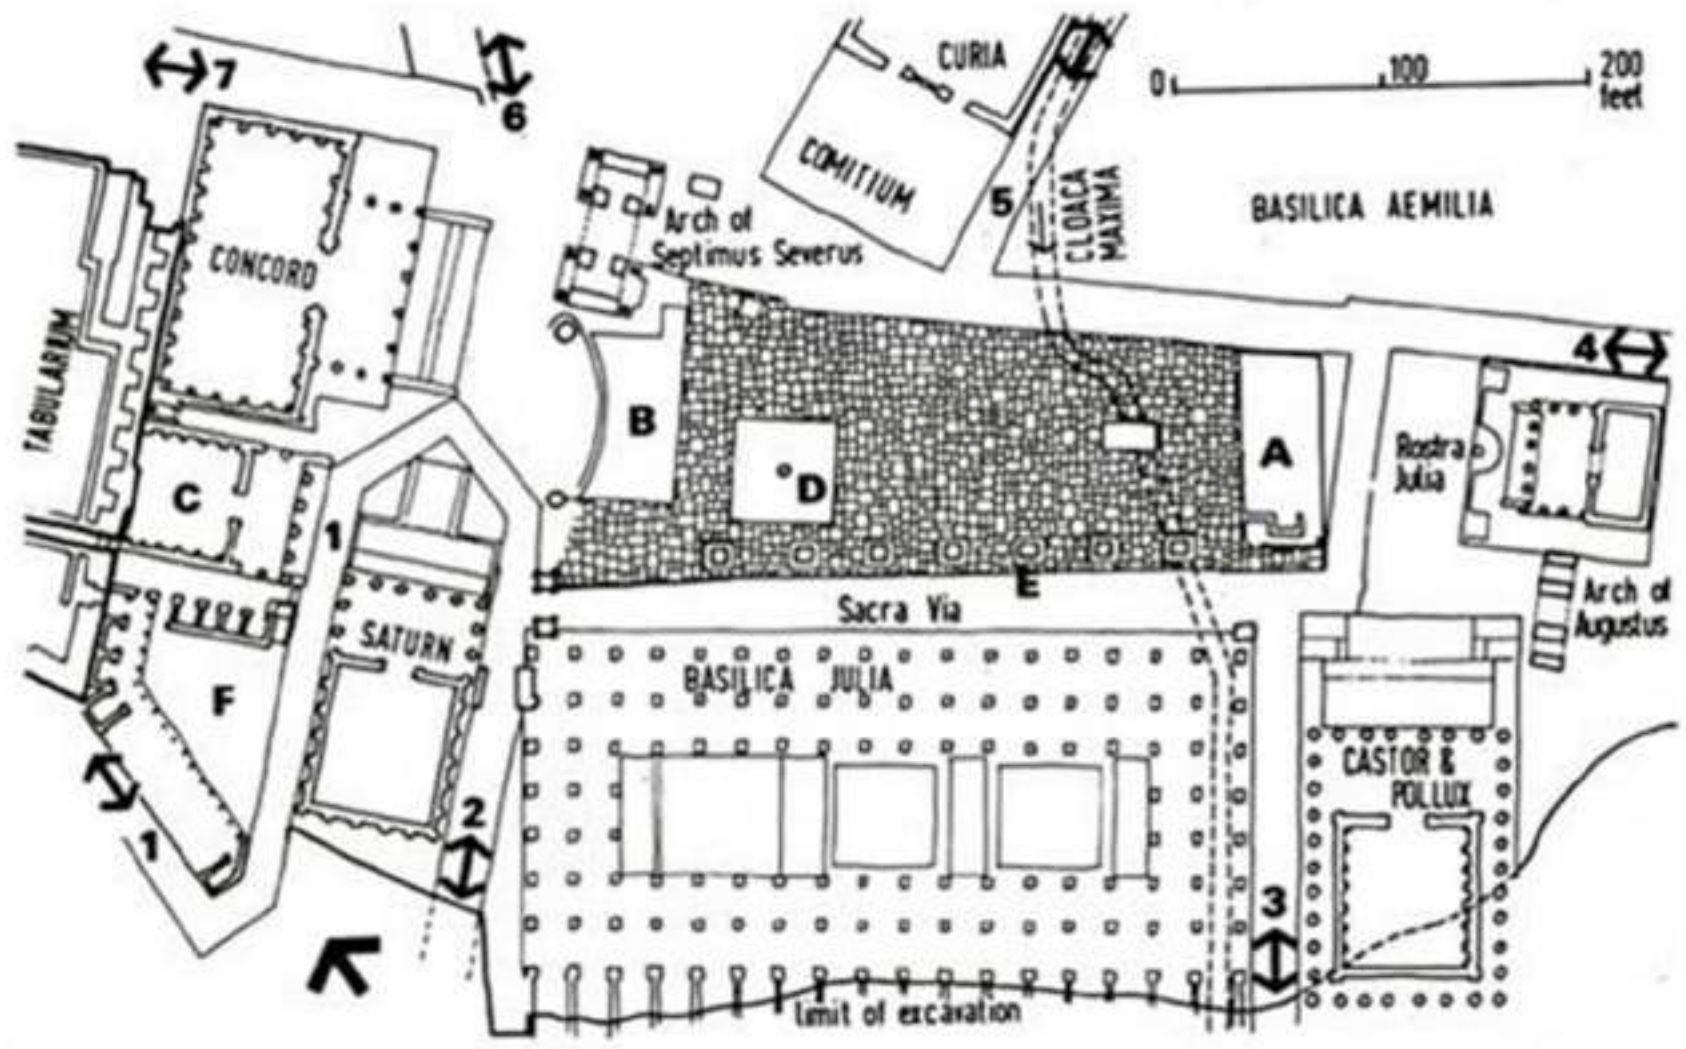 7
6
CURIA
0 100 200
feet
COMITIUM
5
CLOACA
MAXIMA
BASILICA AEMILIA
Arch of
Septimus Severus
CONCORD
TABULARIUM
4
B
A
Rostra
Julia
C
D
1
E
Sacra Via
Arch of
Augustus
SATURN
BASILICA JULIA
F
CASTOR &
POLLUX
2
1
3
limit of excavation